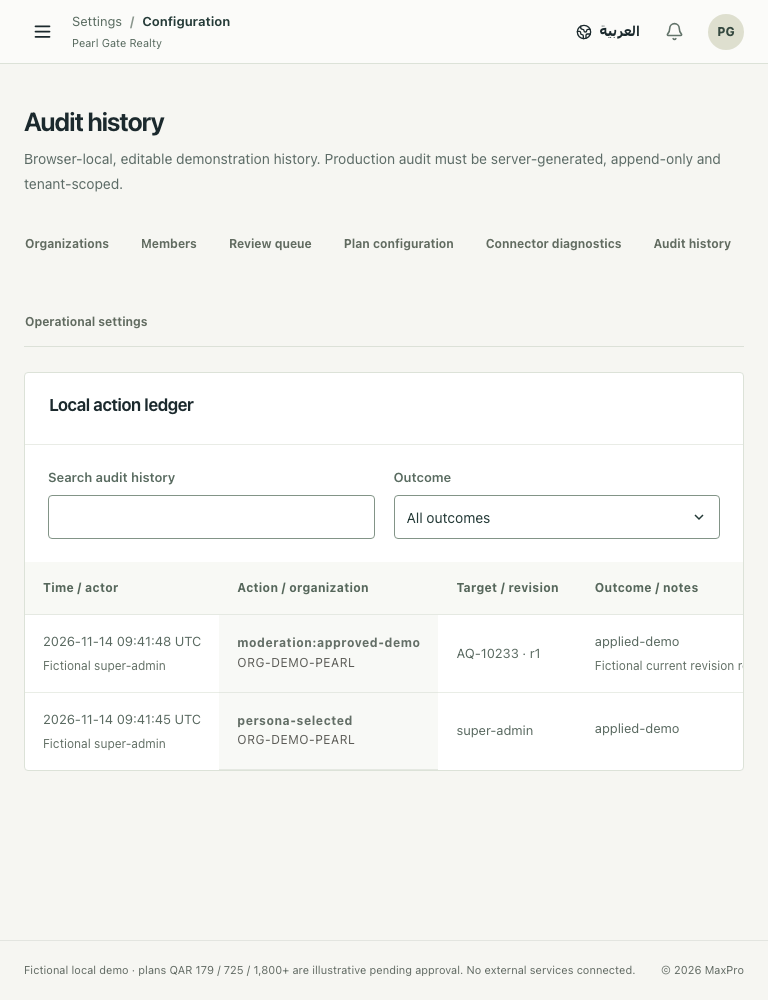 Settings / Configuration
Pearl Gate Realty
العربية
PG
Audit history
Browser-local, editable demonstration history. Production audit must be server-generated, append-only and
tenant-scoped.
Organizations Members Review queue Plan configuration Connector diagnostics Audit history
Operational settings
Local action ledger
Search audit history Outcome
All outcomes
Time / actor Action / organization Target / revision Outcome / notes
2026-11-14 09:41:48 UTC moderation:approved-demo AQ-10233 · r1 applied-demo
Fictional super-admin ORG-DEMO-PEARL Fictional current revision
2026-11-14 09:41:45 UTC persona-selected super-admin applied-demo
Fictional super-admin ORG-DEMO-PEARL
Fictional local demo · plans QAR 179 / 725 / 1,800+ are illustrative pending approval. No external services connected. © 2026 MaxPro